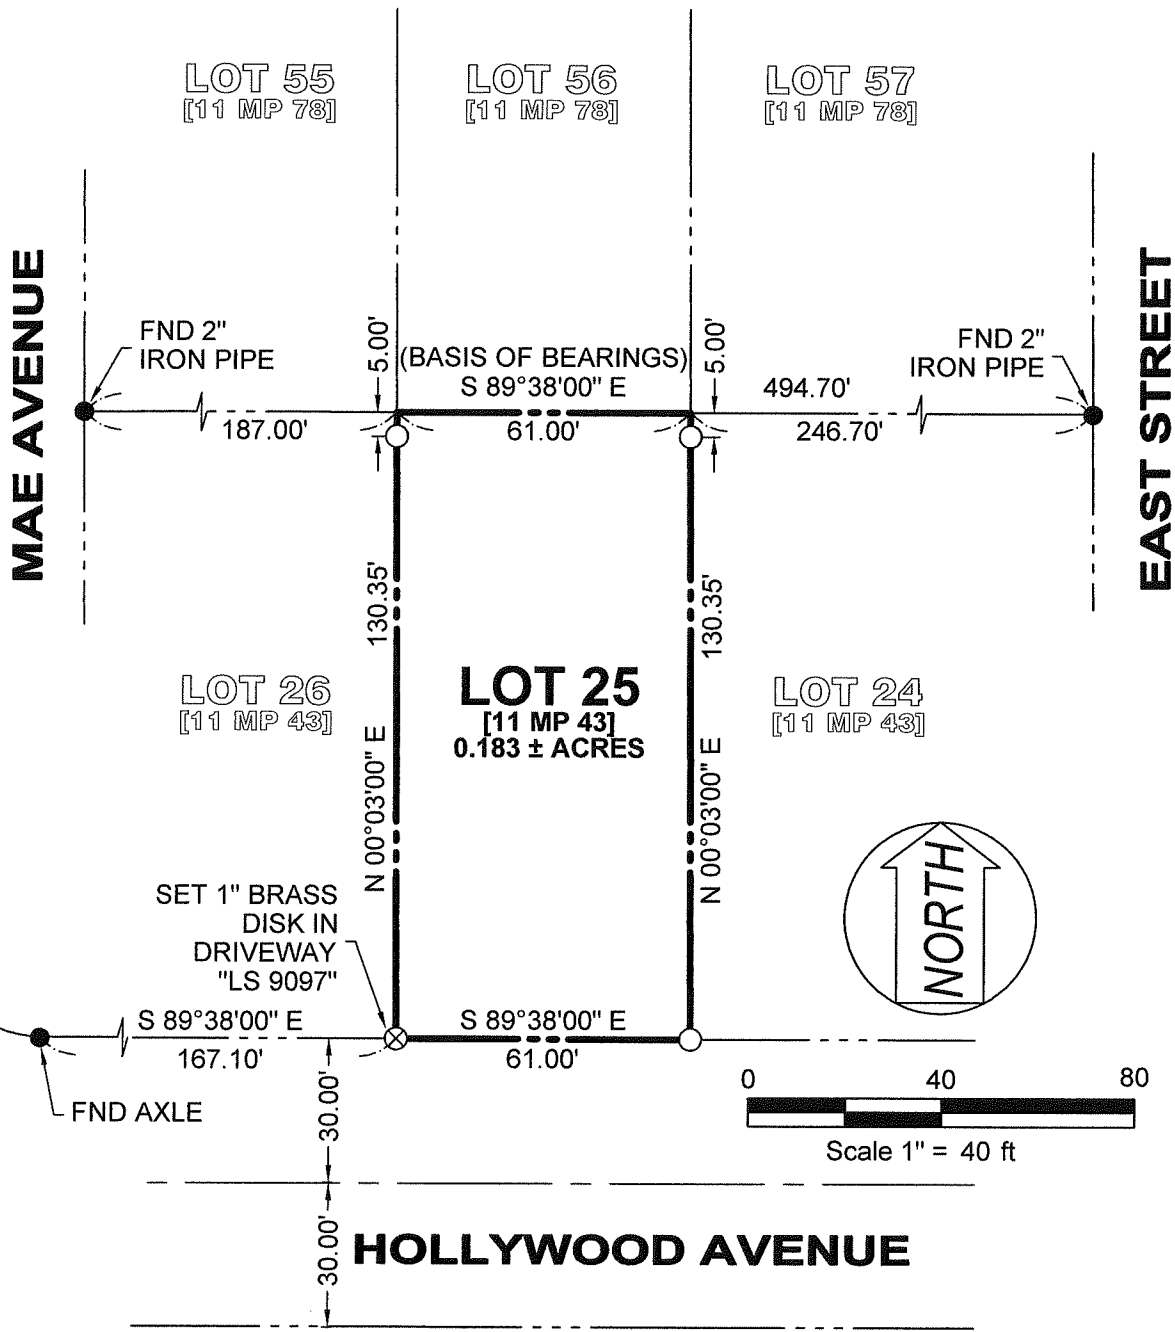 LOT 55
[11 MP 78]
LOT 56
[11 MP 78]
LOT 57
[11 MP 78]
MAE AVENUE
EAST STREET
FND 2"
IRON PIPE
5.00'
(BASIS OF BEARINGS)
S 89°38'00" E
5.00'
FND 2"
IRON PIPE
494.70'
187.00'
61.00'
246.70'
130.35'
130.35'
LOT 26
[11 MP 43]
LOT 25
[11 MP 43]
0.183 ± ACRES
LOT 24
[11 MP 43]
N 00°03'00" E
N 00°03'00" E
NORTH
SET 1" BRASS
DISK IN
DRIVEWAY
"LS 9097"
S 89°38'00" E
167.10'
S 89°38'00" E
61.00'
FND AXLE
30.00'
0 40 80
Scale 1" = 40 ft
30.00'
HOLLYWOOD AVENUE